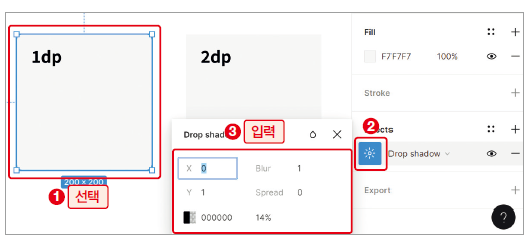 1dp
2dp
200 x 200
1 선택
Drop shad
3 입력
X 0 Blur 1
Y 1 Spread 0
000000 14%
Fill
F7F7F7 100%
Stroke
2
ects
Drop shadow
Export
?